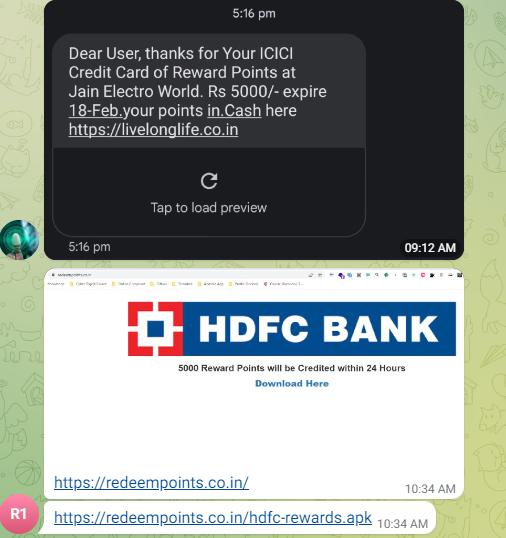 5:16 pm
Dear User, thanks for Your ICICI
Credit Card of Reward Points at
Jain Electro World. Rs 5000/- expire
18-Feb.your points in.Cash here
https://livelonglife.co.in
Tap to load preview
5:16 pm
09:12 AM
redeempoints.co.in
HDFC BANK
5000 Reward Points will be Credited within 24 Hours
Download Here
https://redeempoints.co.in/
10:34 AM
R1
https://redeempoints.co.in/hdfc-rewards.apk
10:34 AM